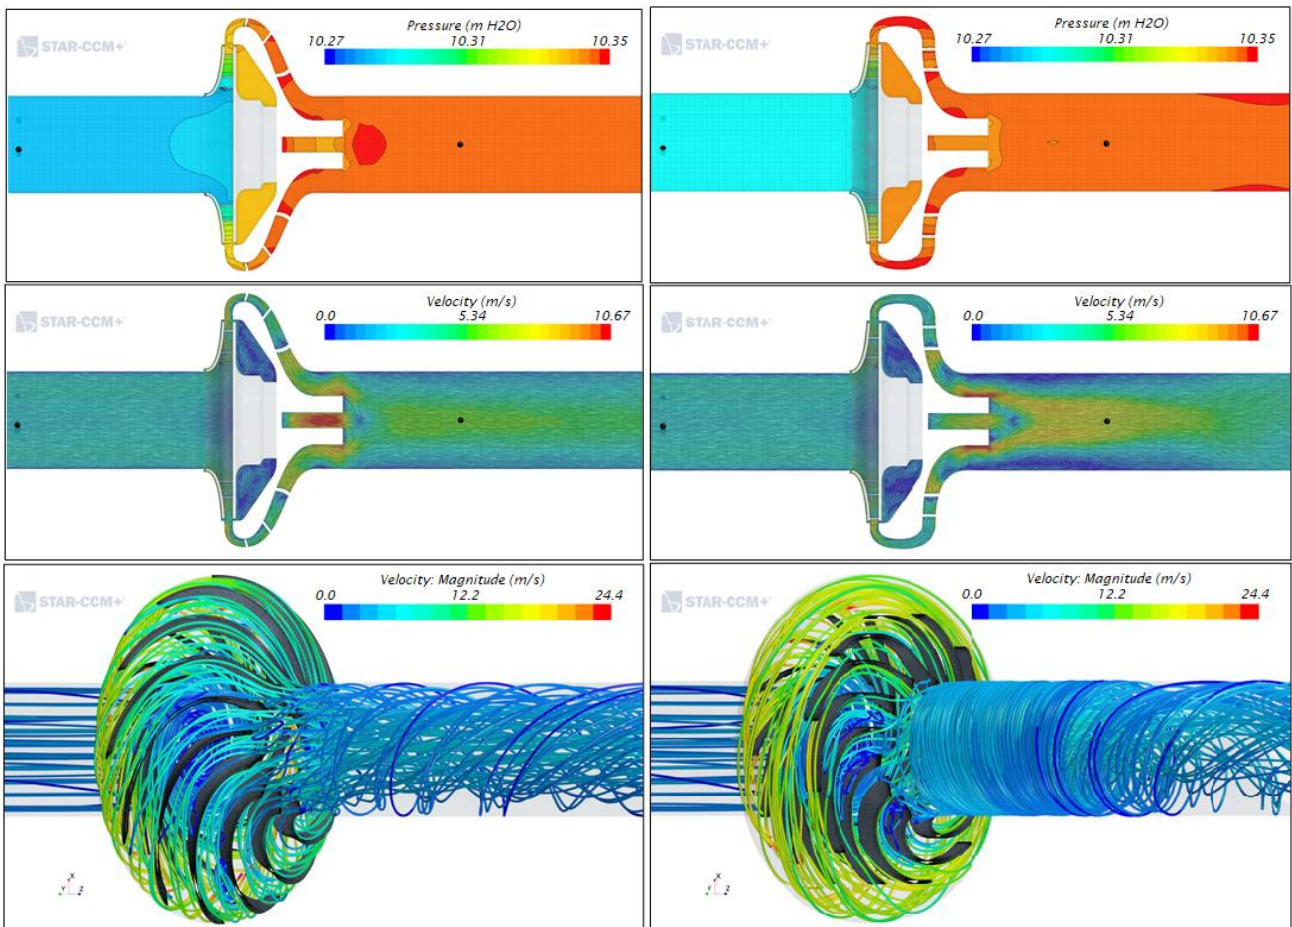 Pressure (m H2O)
10.27 10.31 10.35
STAR-CCM+
Pressure (m H2O)
10.27 10.31 10.35
STAR-CCM+
Velocity (m/s)
0.0 5.34 10.67
STAR-CCM+
Velocity (m/s)
0.0 5.34 10.67
STAR-CCM+
Velocity: Magnitude (m/s)
0.0 12.2 24.4
STAR-CCM+
X
Y Z
Velocity: Magnitude (m/s)
0.0 12.2 24.4
STAR-CCM+
X
Y Z